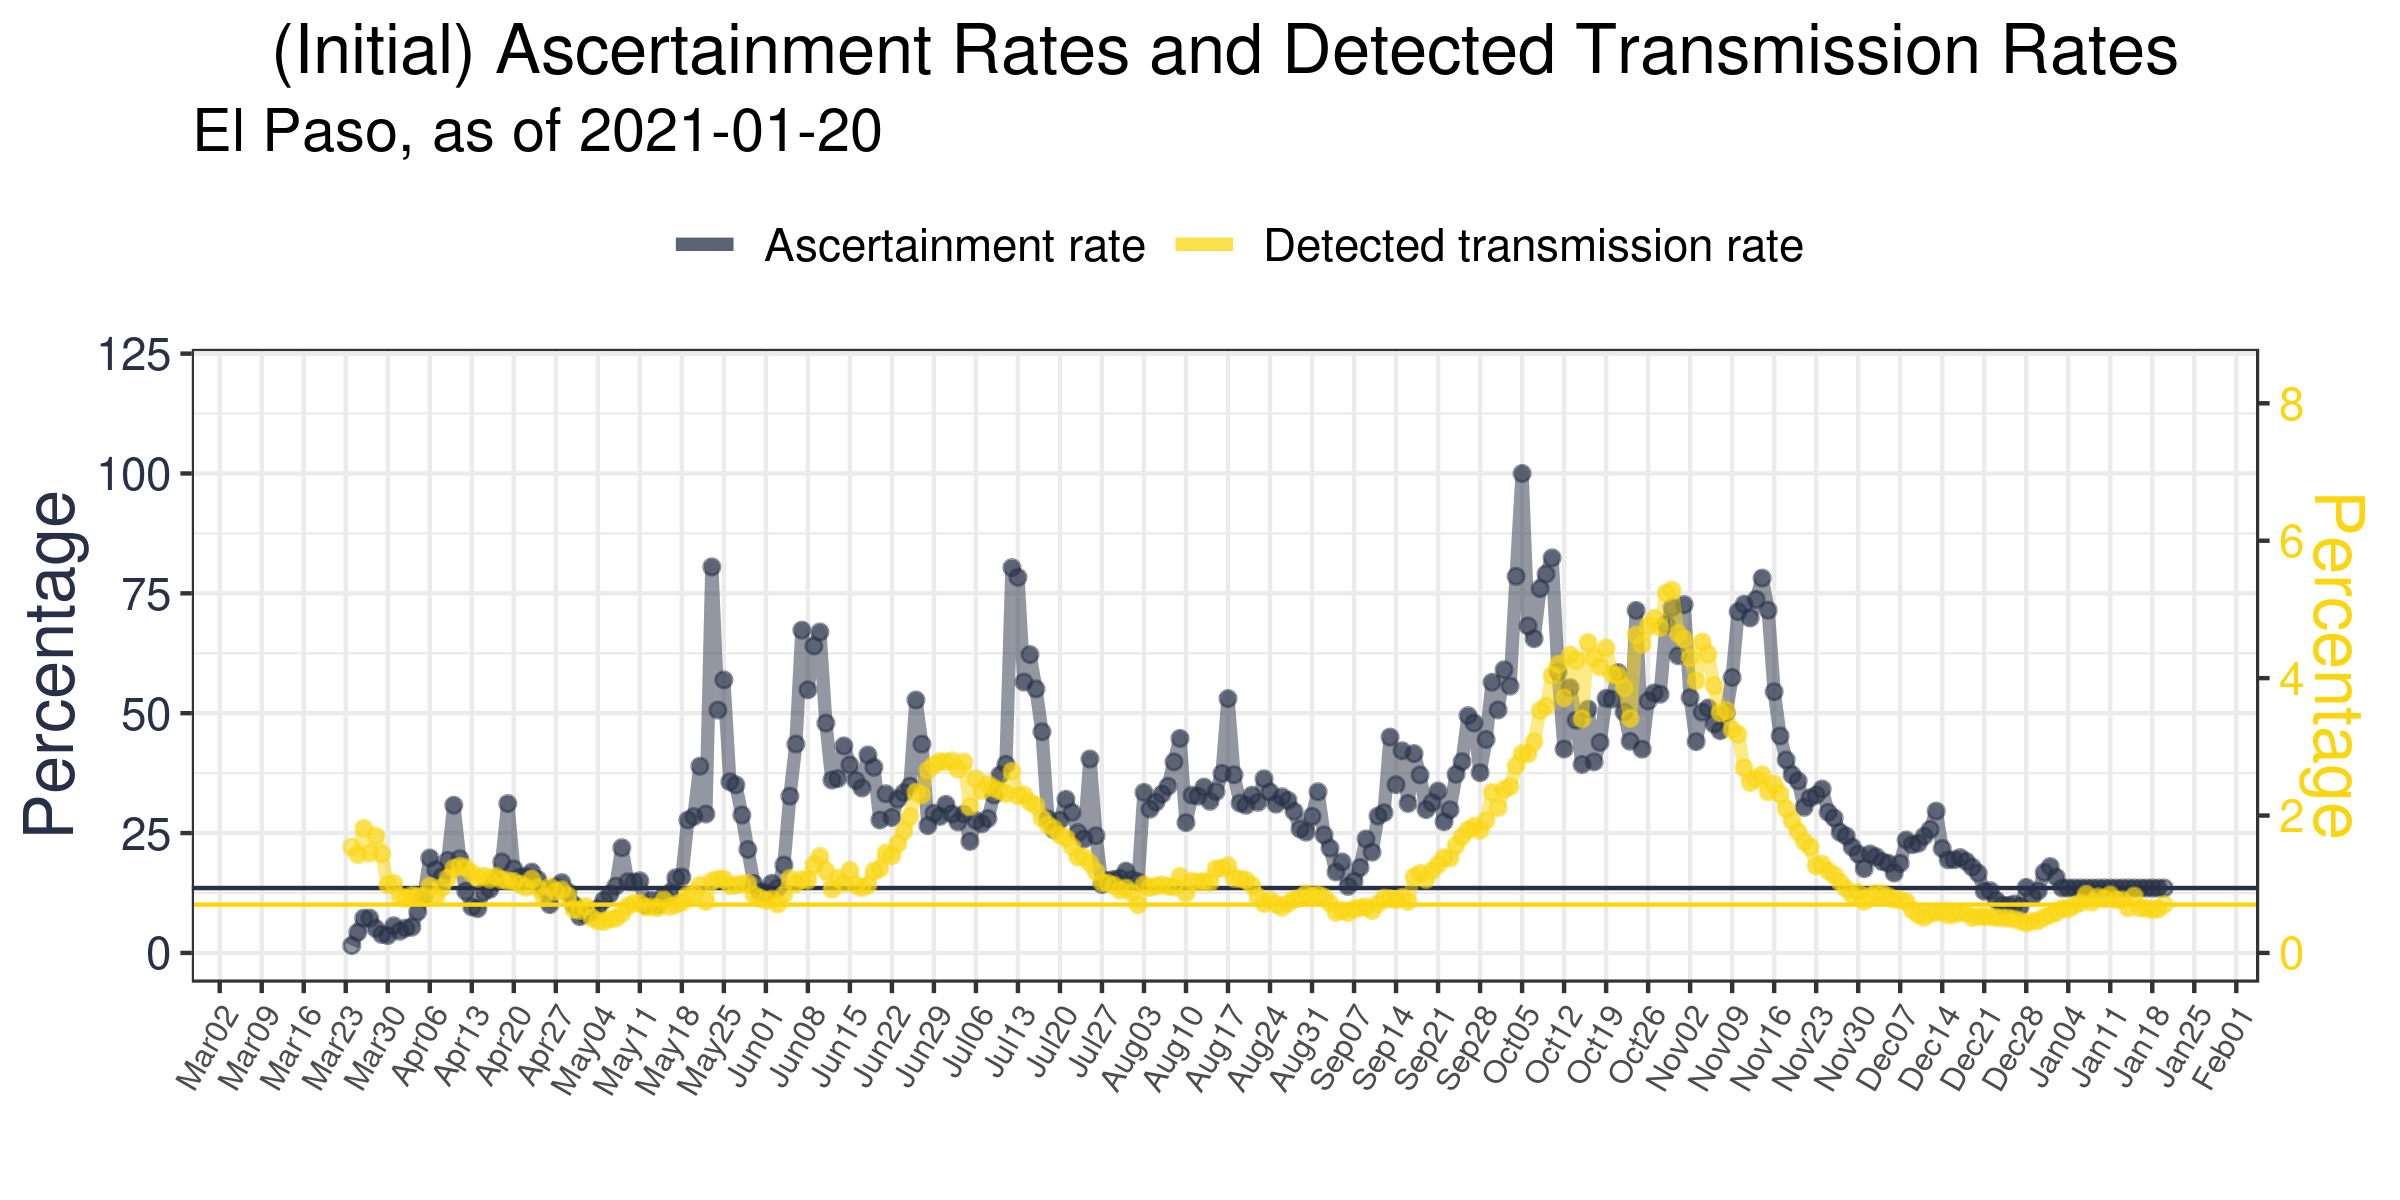 (Initial) Ascertainment Rates and Detected Transmission Rates
El Paso, as of 2021-01-20
Ascertainment rate
Detected transmission rate
Percentage
125
100
75
50
25
0
8
6
4
2
0
Percentage
Mar02
Mar09
Mar16
Mar23
Mar30
Apr06
Apr13
Apr20
Apr27
May04
May11
May18
May25
Jun01
Jun08
Jun15
Jun22
Jun29
Jul06
Jul13
Jul20
Jul27
Aug03
Aug10
Aug17
Aug24
Aug31
Sep07
Sep14
Sep21
Sep28
Oct05
Oct12
Oct19
Oct26
Nov02
Nov09
Nov16
Nov23
Nov30
Dec07
Dec14
Dec21
Dec28
Jan04
Jan11
Jan18
Jan25
Feb01